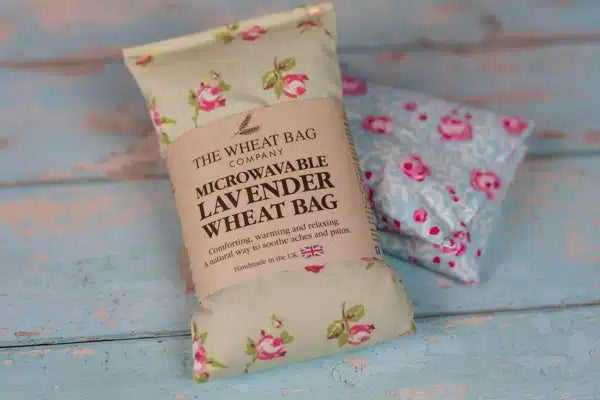 THE WHEAT BAG
COMPANY
MICROWAVABLE
LAVENDER
WHEAT BAG
Comforting, warming and relaxing
A natural way to soothe aches and pains.
Handmade in the UK